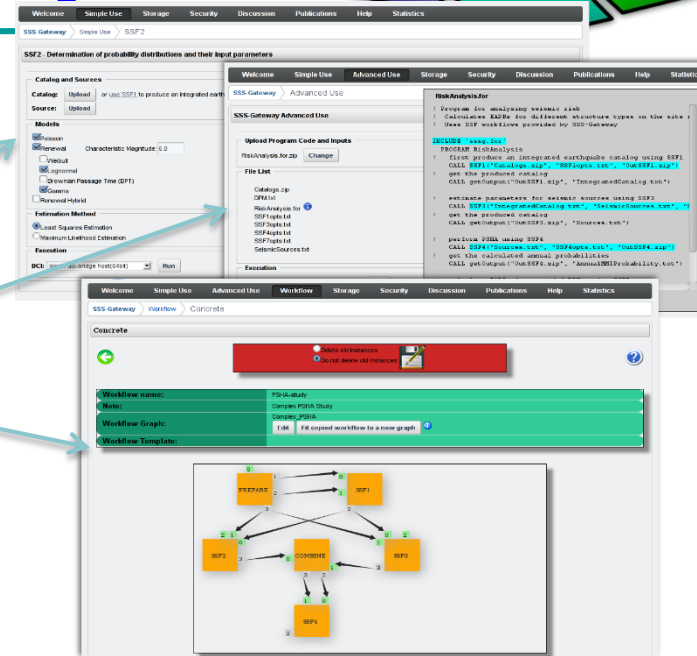 Welcome Simple Use Storage Security Discussion Publications Help Statistics
SSS-Gateway Simple Use SSF2
SSF2 - Determination of probability distributions and their input parameters
Catalog and Sources
Catalog: Upload or use SSF1 to produce an integrated earth
Source: Upload
Models
Poisson
Renewal Characteristic Magnitude: 6.0
Weibull
Lognormal
Brownian Passage Time (BPT)
Gamma
Renewal Hybrid
Estimation Method
Least Squares Estimation
Maximum Likelihood Estimation
Execution
DCI: Run
Welcome Simple Use Advanced Use Storage Security Discussion Publications Help Statistic
SSS-Gateway Advanced Use
SSS-Gateway Advanced Use
Upload Program Code and Inputs
RiskAnalysis.for.zip Change
File List
Catalogs.zip
DPM.txt
RiskAnalysis.for
SSF1opts.txt
SSF3opts.txt
SSF4opts.txt
SSF7opts.txt
SeismicSources.txt
Execution
RiskAnalysis.for
! Program for analyzing seismic risk
! Calculates EADRs for different structure types on the site
! Uses SSF workflows provided by SSS-Gateway
INCLUDE 'sssg.for'
PROGRAM RiskAnalysis
! first produce an integrated earthquake catalog using SSF1
CALL SSF1("Catalogs.zip", "SSF1opts.txt", "OutSSF1.zip")
! get the produced catalog
CALL getOutput("OutSSF1.zip", "IntegratedCatalog.txt")
! estimate parameters for seismic sources using SSF3
CALL SSF3("IntegratedCatalog.txt", "SeismicSources.txt", "
! get the produced catalog
CALL getOutput("OutSSF3.zip", "Sources.txt")
! perform PSHA using SSF4
CALL SSF4("Sources.txt", "SSF4opts.txt", "OutSSF4.zip")
! get the calculated annual probabilities
CALL getOutput("OutSSF4.zip", "AnnualMMIProbability.txt")
Welcome Simple Use Advanced Use Workflow Storage Security Discussion Publications Help Statistics
SSS-Gateway Workflow Concrete
Concrete
Delete old instances
Do not delete old instances
Workflow name: PSHA-study
Note: Complex PSHA Study
Workflow Graph: Complex_PSHA
Edit Fit copied workflow to a new graph
Workflow Template:
PREPARE
SSF1
SSF2
COMBINE
SSF3
SSF4